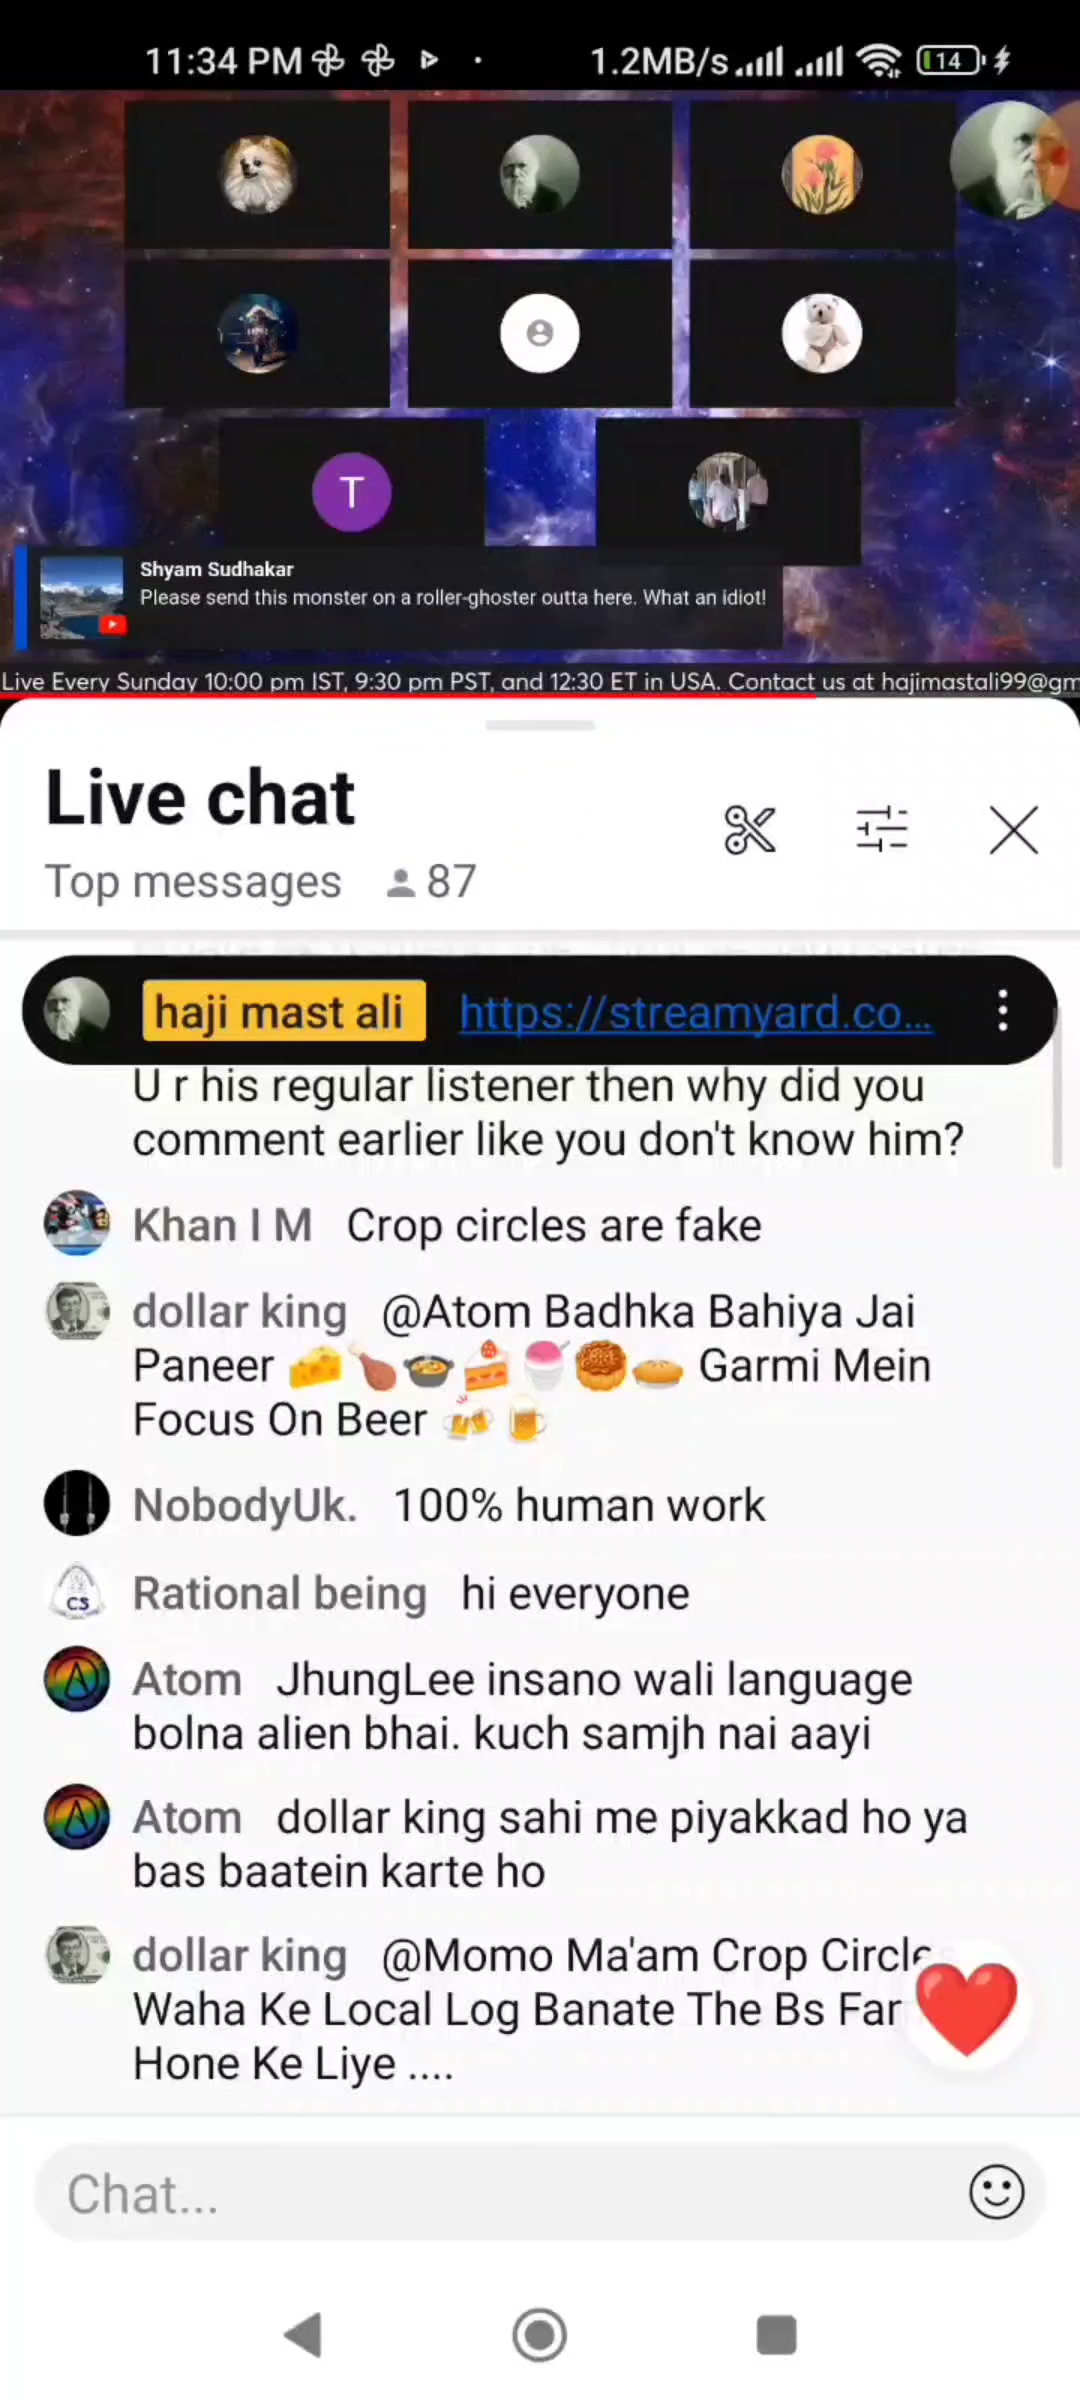 11:34 PM
1.2MB/s
14
T
Shyam Sudhakar
Please send this monster on a roller-ghoster outta here. What an idiot!
Live Every Sunday 10:00 pm IST, 9:30 pm PST, and 12:30 ET in USA. Contact us at hajimastali99@gm
Live chat
Top messages 87
haji mast ali https://streamyard.co...
U r his regular listener then why did you
comment earlier like you don't know him?
Khan I M Crop circles are fake
dollar king @Atom Badhka Bahiya Jai
Paneer 🧀🍗🍲🍰🍧🥮🥧 Garmi Mein
Focus On Beer 🍻🍺
NobodyUk. 100% human work
CS
Rational being hi everyone
Atom JhungLee insano wali language
bolna alien bhai. kuch samjh nai aayi
Atom dollar king sahi me piyakkad ho ya
bas baatein karte ho
dollar king @Momo Ma'am Crop Circle
Waha Ke Local Log Banate The Bs
Hone Ke Liye ....
Chat...